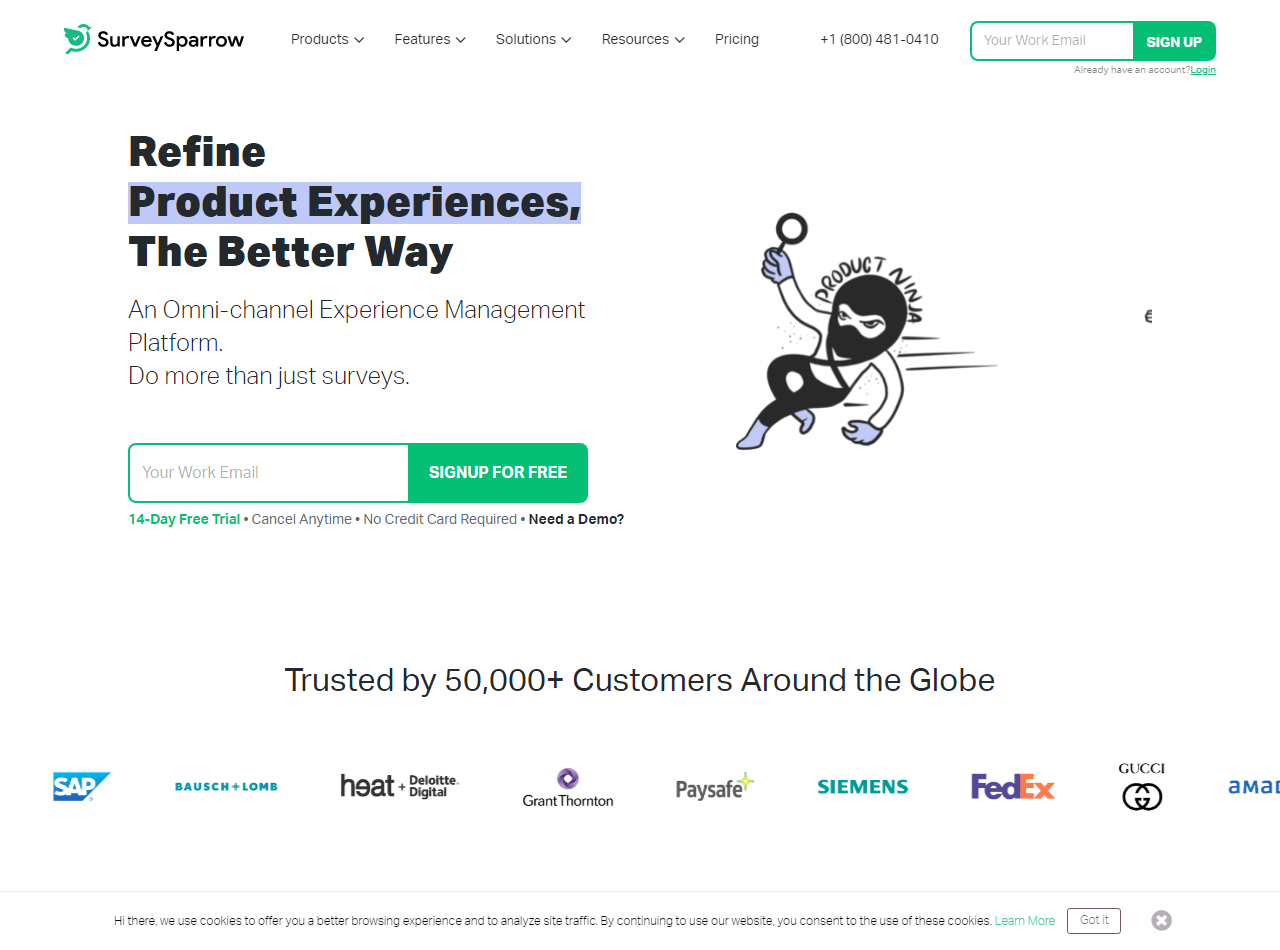 SurveySparrow
Products
Features
Solutions
Resources
Pricing
+1 (800) 481-0410
Your Work Email
SIGN UP
Already have an account?Login
Refine
Product Experiences,
The Better Way
An Omni-channel Experience Management
Platform.
Do more than just surveys.
PRODUCT NINJA
Your Work Email
SIGNUP FOR FREE
14-Day Free Trial • Cancel Anytime • No Credit Card Required • Need a Demo?
Trusted by 50,000+ Customers Around the Globe
SAP
BAUSCH+LOMB
heat + Deloitte.
Digital
GrantThornton
Paysafe
SIEMENS
FedEx
GUCCI
Hi there, we use cookies to offer you a better browsing experience and to analyze site traffic. By continuing to use our website, you consent to the use of these cookies. Learn More
Got it